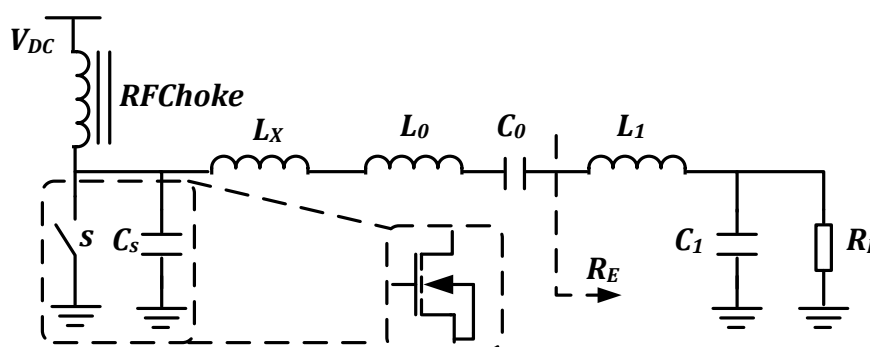 V_DC
RFChoke
L_X
L_0
C_0
L_1
S
C_s
R_E
C_1